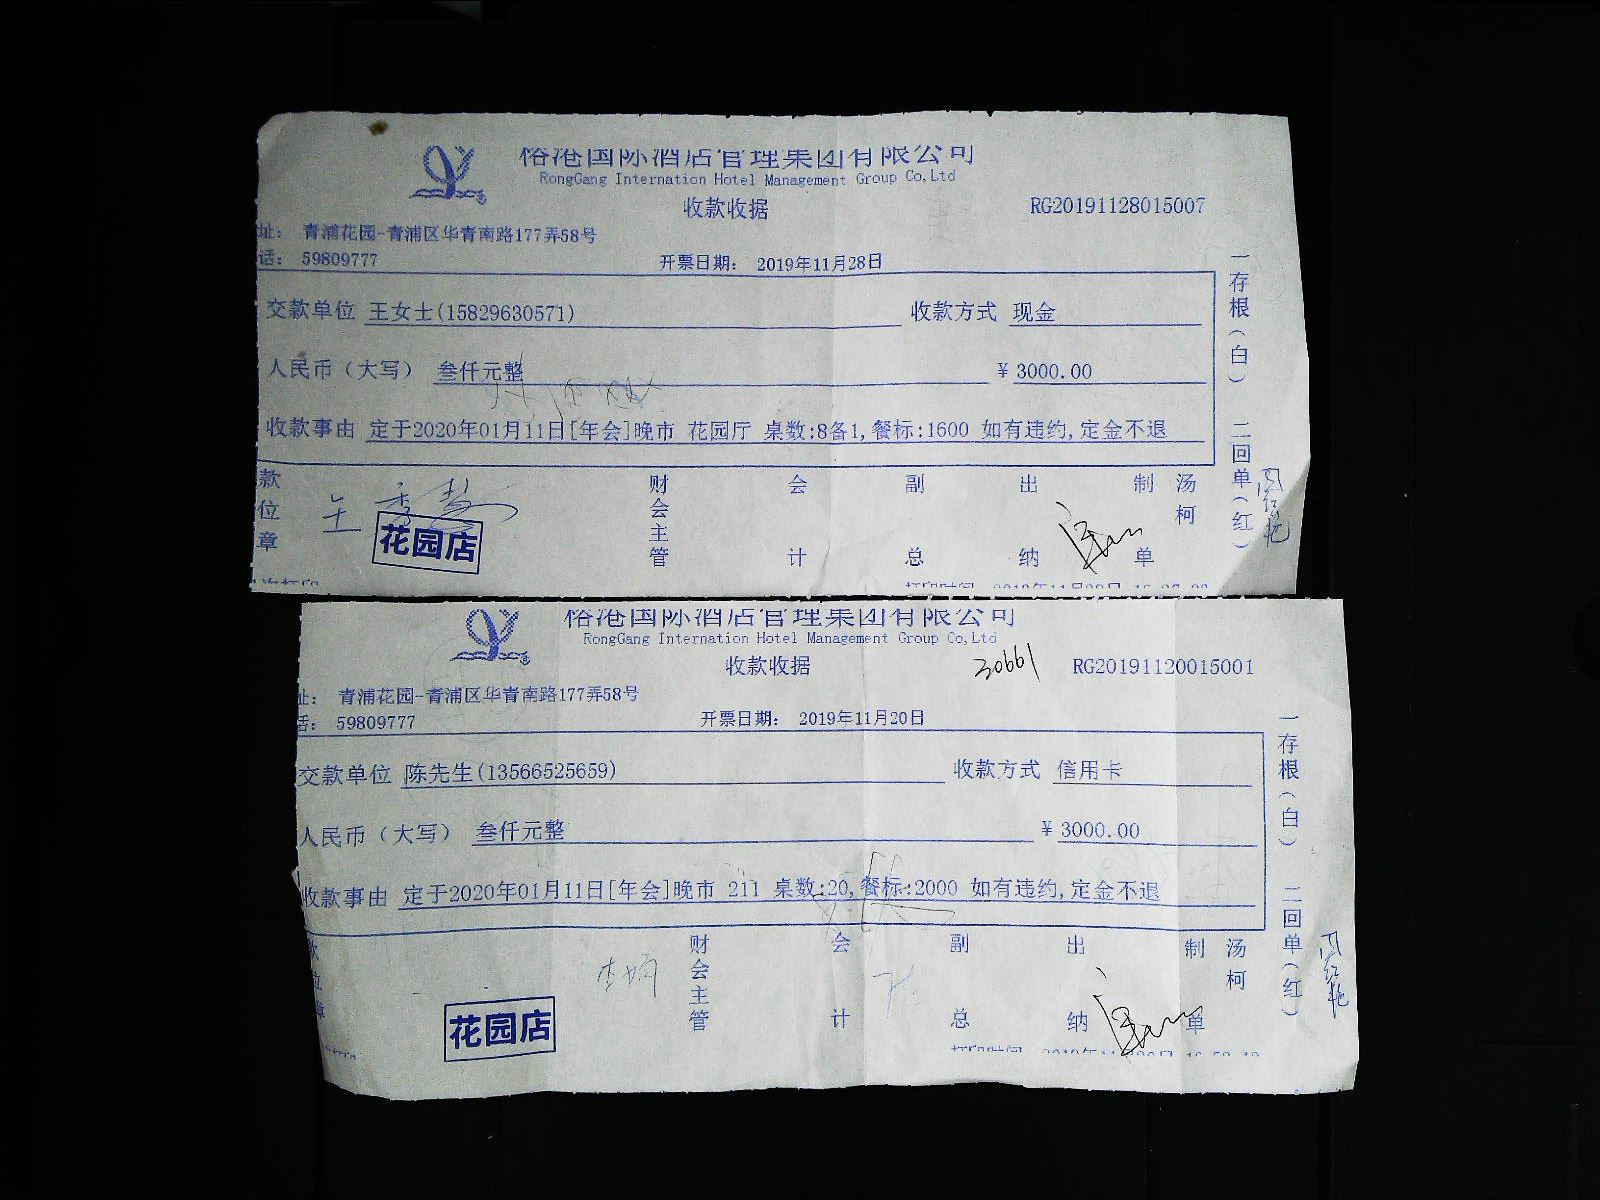 榕港国际酒店管理集团有限公司
RongGang Internation Hotel Management Group Co,Ltd
收款收据
RG20191128015007
址： 青浦花园-青浦区华青南路177弄58号
话： 59809777
开票日期： 2019年11月28日
交款单位 王女士(15829630571)
收款方式 现金
人民币（大写） 叁仟元整
¥ 3000.00
收款事由 定于2020年01月11日[年会]晚市 花园厅 桌数:8备1,餐标:1600 如有违约,定金不退
款位章
花园店
财会主管
会计
副总
出纳
制单
汤柯
一存根（白） 二回单（红）
榕港国际酒店管理集团有限公司
RongGang Internation Hotel Management Group Co,Ltd
收款收据
30661
RG20191120015001
址： 青浦花园-青浦区华青南路177弄58号
话： 59809777
开票日期： 2019年11月20日
交款单位 陈先生(13566525659)
收款方式 信用卡
人民币（大写） 叁仟元整
¥ 3000.00
收款事由 定于2020年01月11日[年会]晚市 211 桌数:20,餐标:2000 如有违约,定金不退
款位章
花园店
财会主管
会计
副总
出纳
制单
汤柯
一存根（白） 二回单（红）